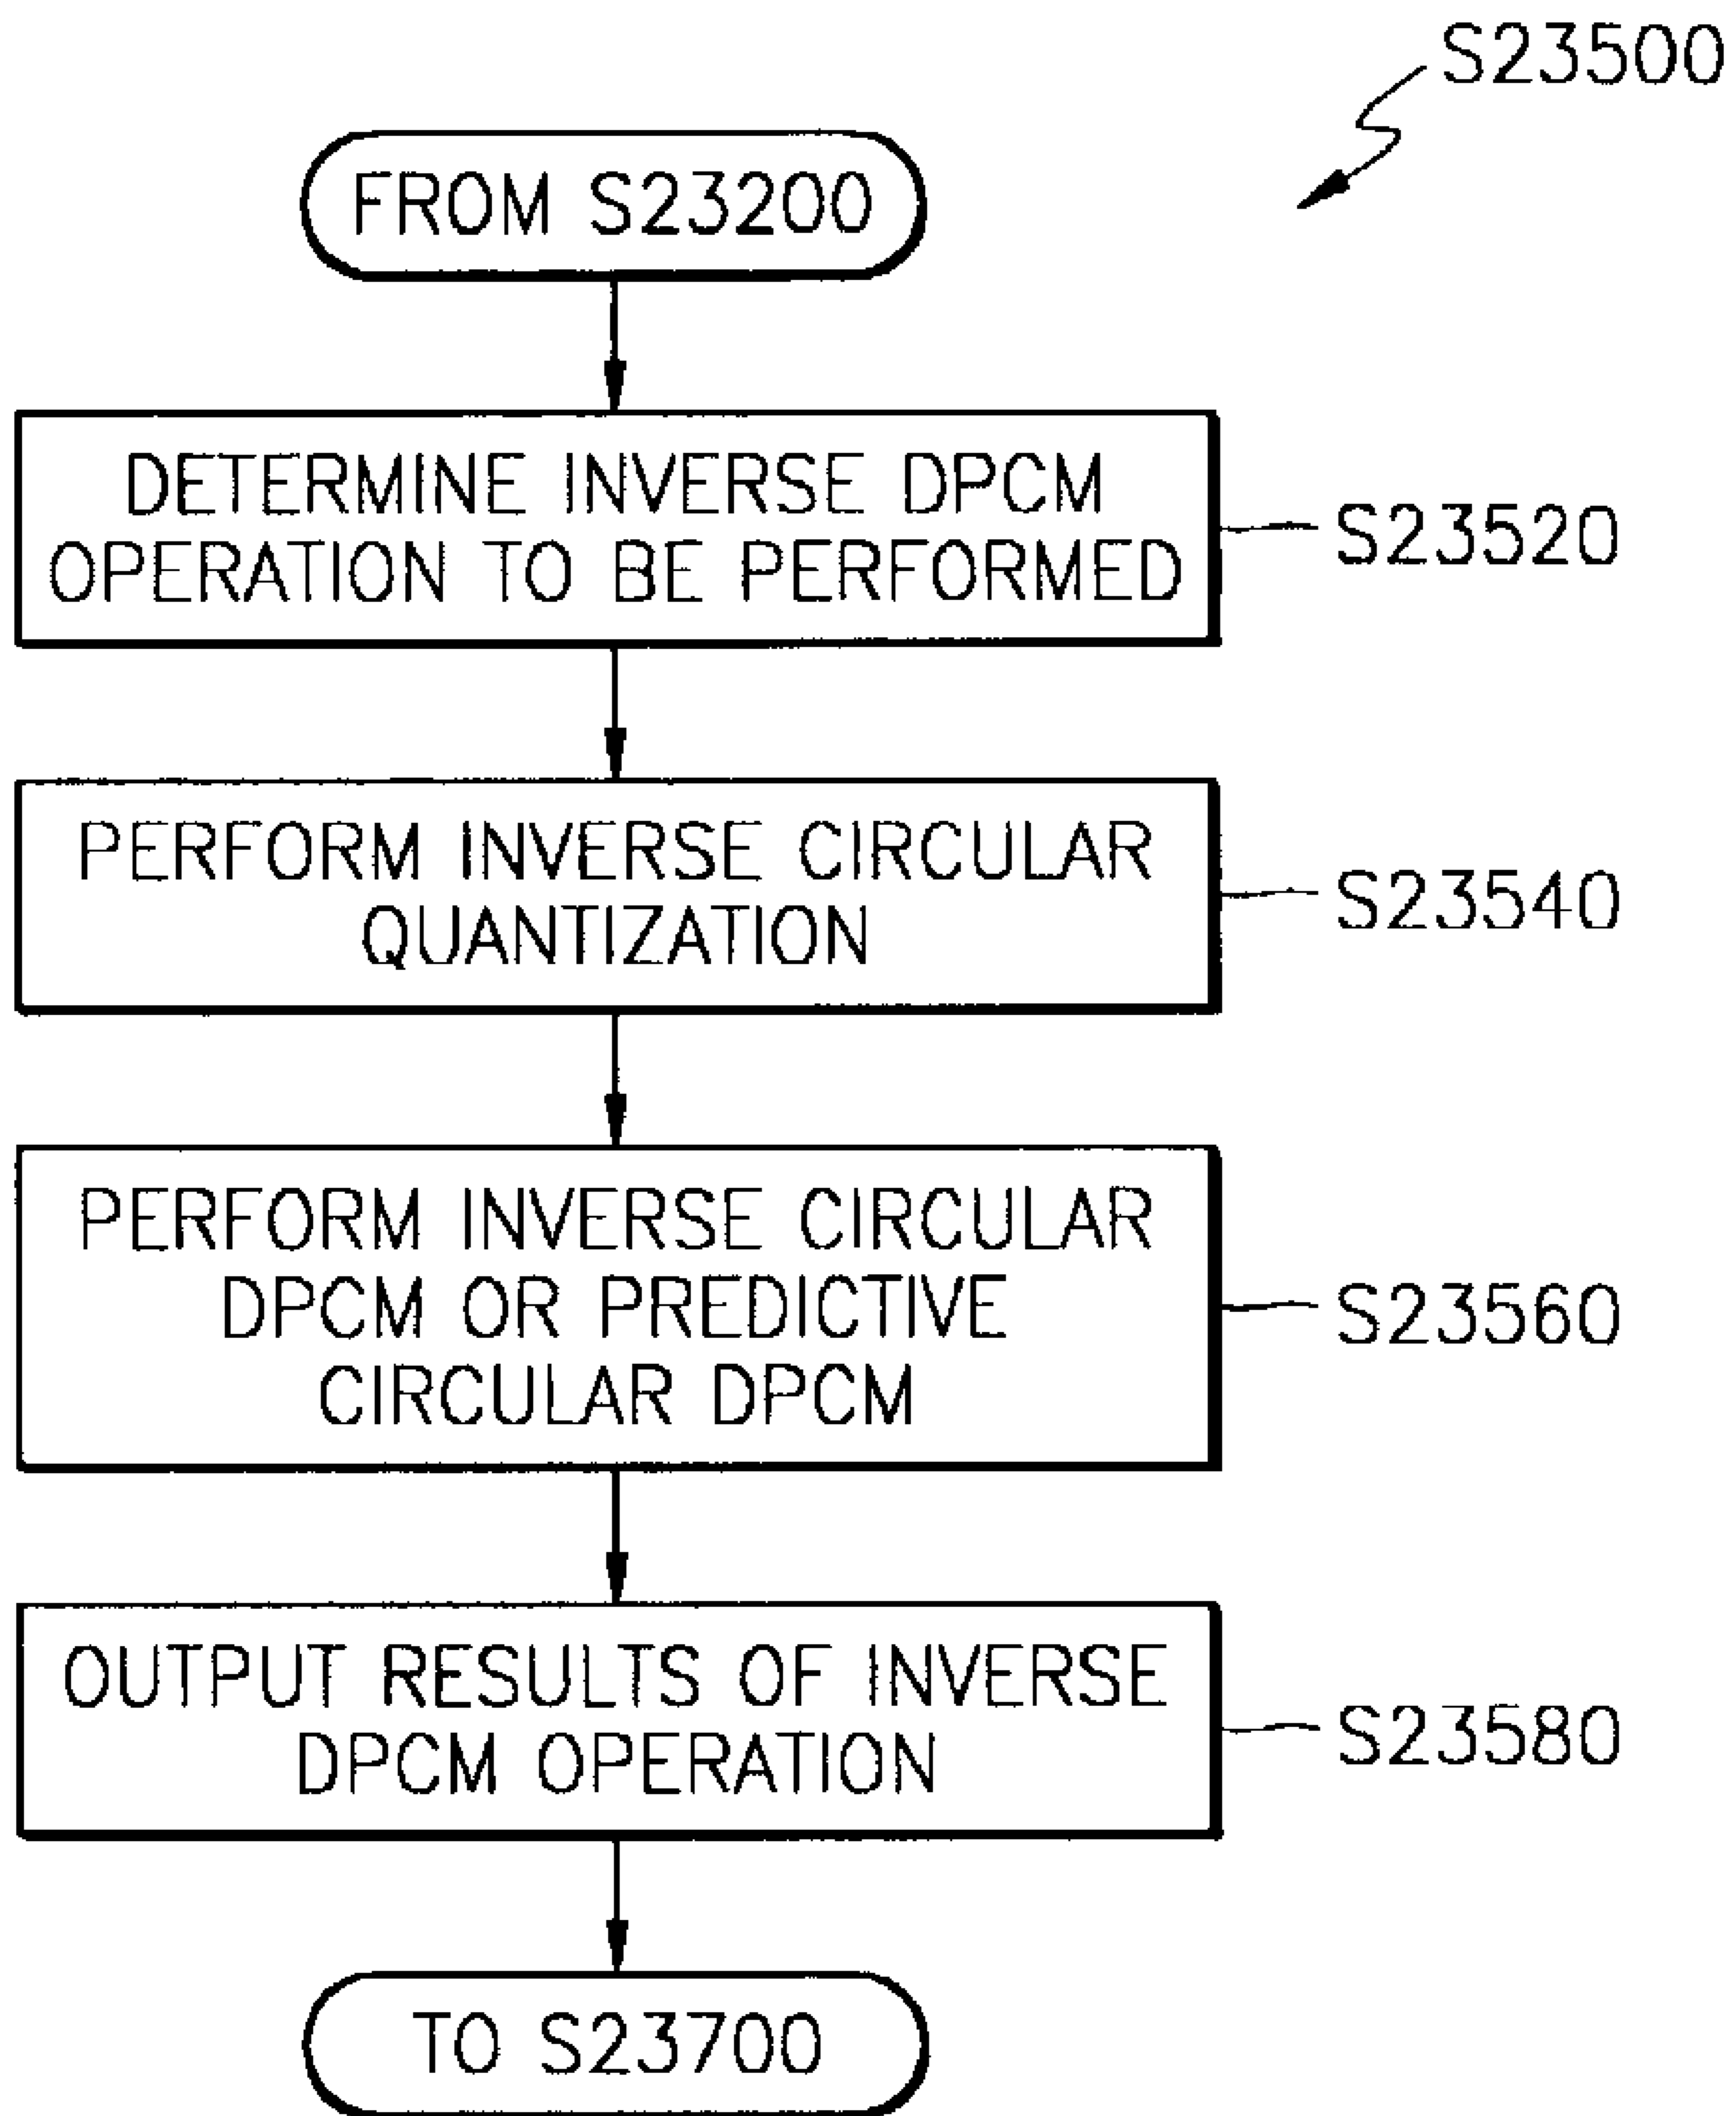 S23500
FROM S23200
DETERMINE INVERSE DPCM
OPERATION TO BE PERFORMED
S23520
PERFORM INVERSE CIRCULAR
QUANTIZATION
S23540
PERFORM INVERSE CIRCULAR
DPCM OR PREDICTIVE
CIRCULAR DPCM
S23560
OUTPUT RESULTS OF INVERSE
DPCM OPERATION
S23580
TO S23700